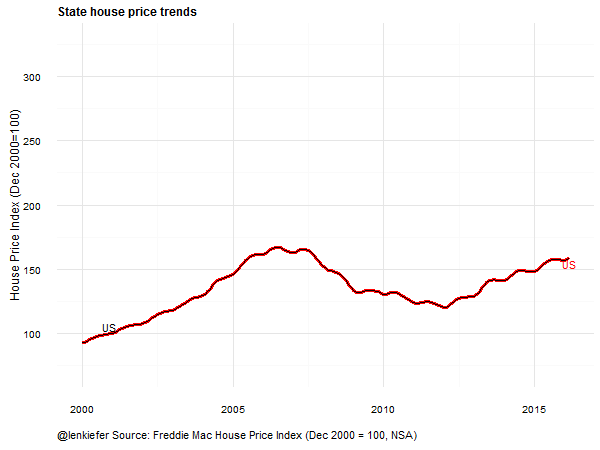 State house price trends
House Price Index (Dec 2000=100)
300
250
200
150
100
US
US
2000 2005 2010 2015
@lenkiefer Source: Freddie Mac House Price Index (Dec 2000 = 100, NSA)